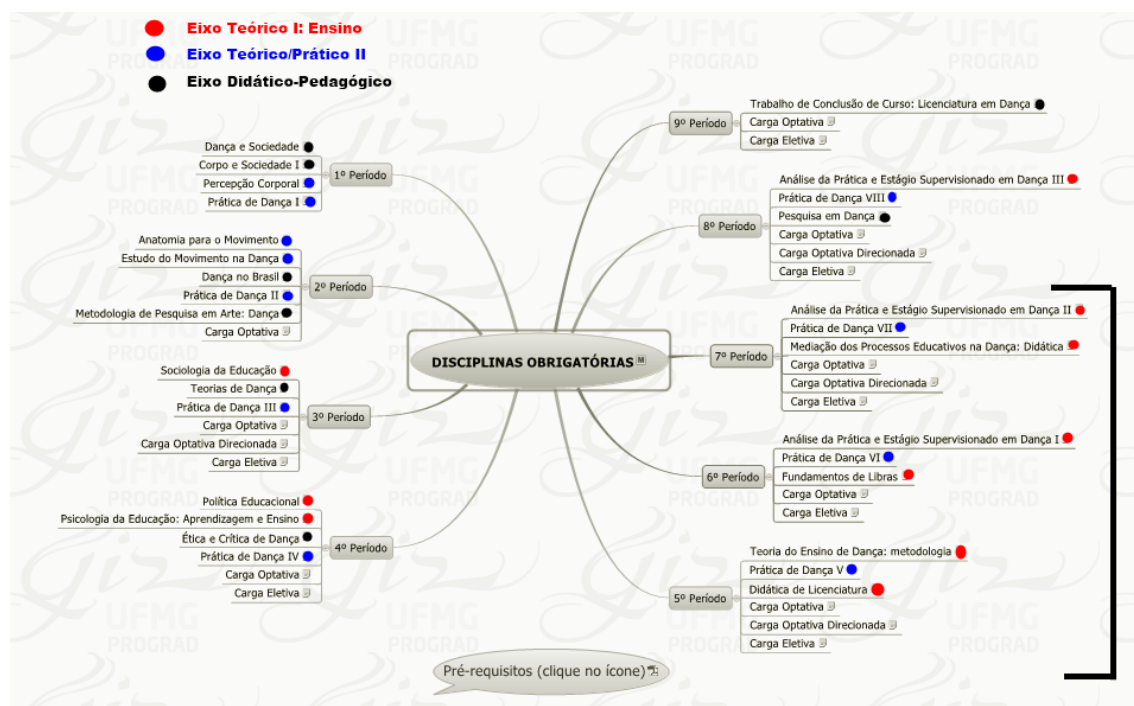 Eixo Teórico I: Ensino
Eixo Teórico/Prático II
Eixo Didático-Pedagógico
1º Período
Dança e Sociedade
Corpo e Sociedade I
Percepção Corporal
Prática de Dança I
2º Período
Anatomia para o Movimento
Estudo do Movimento na Dança
Dança no Brasil
Prática de Dança II
Metodologia de Pesquisa em Arte: Dança
Carga Optativa
3º Período
Sociologia da Educação
Teorias de Dança
Prática de Dança III
Carga Optativa
Carga Optativa Direcionada
Carga Eletiva
4º Período
Política Educacional
Psicologia da Educação: Aprendizagem e Ensino
Ética e Crítica de Dança
Prática de Dança IV
Carga Optativa
Carga Eletiva
DISCIPLINAS OBRIGATÓRIAS
9º Período
Trabalho de Conclusão de Curso: Licenciatura em Dança
Carga Optativa
Carga Eletiva
8º Período
Análise da Prática e Estágio Supervisionado em Dança III
Prática de Dança VIII
Pesquisa em Dança
Carga Optativa
Carga Optativa Direcionada
Carga Eletiva
7º Período
Análise da Prática e Estágio Supervisionado em Dança II
Prática de Dança VII
Mediação dos Processos Educativos na Dança: Didática
Carga Optativa
Carga Optativa Direcionada
Carga Eletiva
6º Período
Análise da Prática e Estágio Supervisionado em Dança I
Prática de Dança VI
Fundamentos de Libras
Carga Optativa
Carga Eletiva
5º Período
Teoria do Ensino de Dança: metodologia
Prática de Dança V
Didática de Licenciatura
Carga Optativa
Carga Optativa Direcionada
Carga Eletiva
Pré-requisitos (clique no ícone)
giz
UFMG
PROGRAD